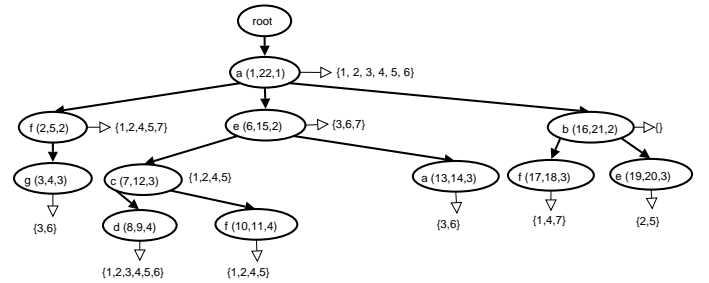 root
a (1,22,1)
{1, 2, 3, 4, 5, 6}
f (2,5,2)
{1,2,4,5,7}
e (6,15,2)
{3,6,7}
b (16,21,2)
{}
g (3,4,3)
c (7,12,3)
{1,2,4,5}
a (13,14,3)
f (17,18,3)
e (19,20,3)
{3,6}
d (8,9,4)
f (10,11,4)
{3,6}
{1,4,7}
{2,5}
{1,2,3,4,5,6}
{1,2,4,5}